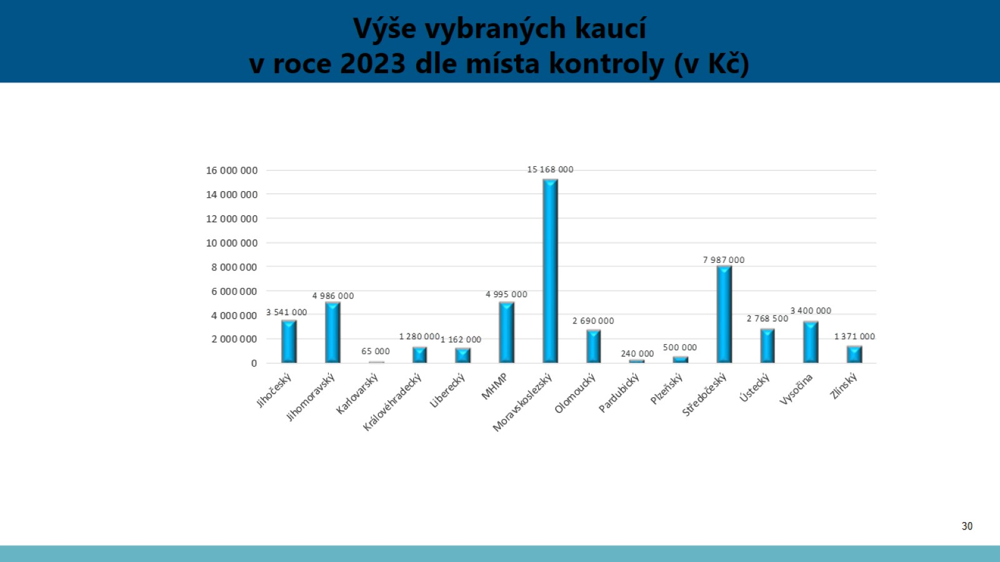 Výše vybraných kaucí
v roce 2023 dle místa kontroly (v Kč)
16 000 000
14 000 000
12 000 000
10 000 000
8 000 000
6 000 000
4 000 000
2 000 000
0
3 541 000
4 986 000
65 000
1 280 000
1 162 000
4 995 000
15 168 000
2 690 000
240 000
500 000
7 987 000
2 768 500
3 400 000
1 371 000
Jihočeský
Jihomoravský
Karlovarský
Královéhradecký
Liberecký
MHMP
Moravskoslezský
Olomoucký
Pardubický
Plzeňský
Středočeský
Ústecký
Vysočina
Zlínský
30